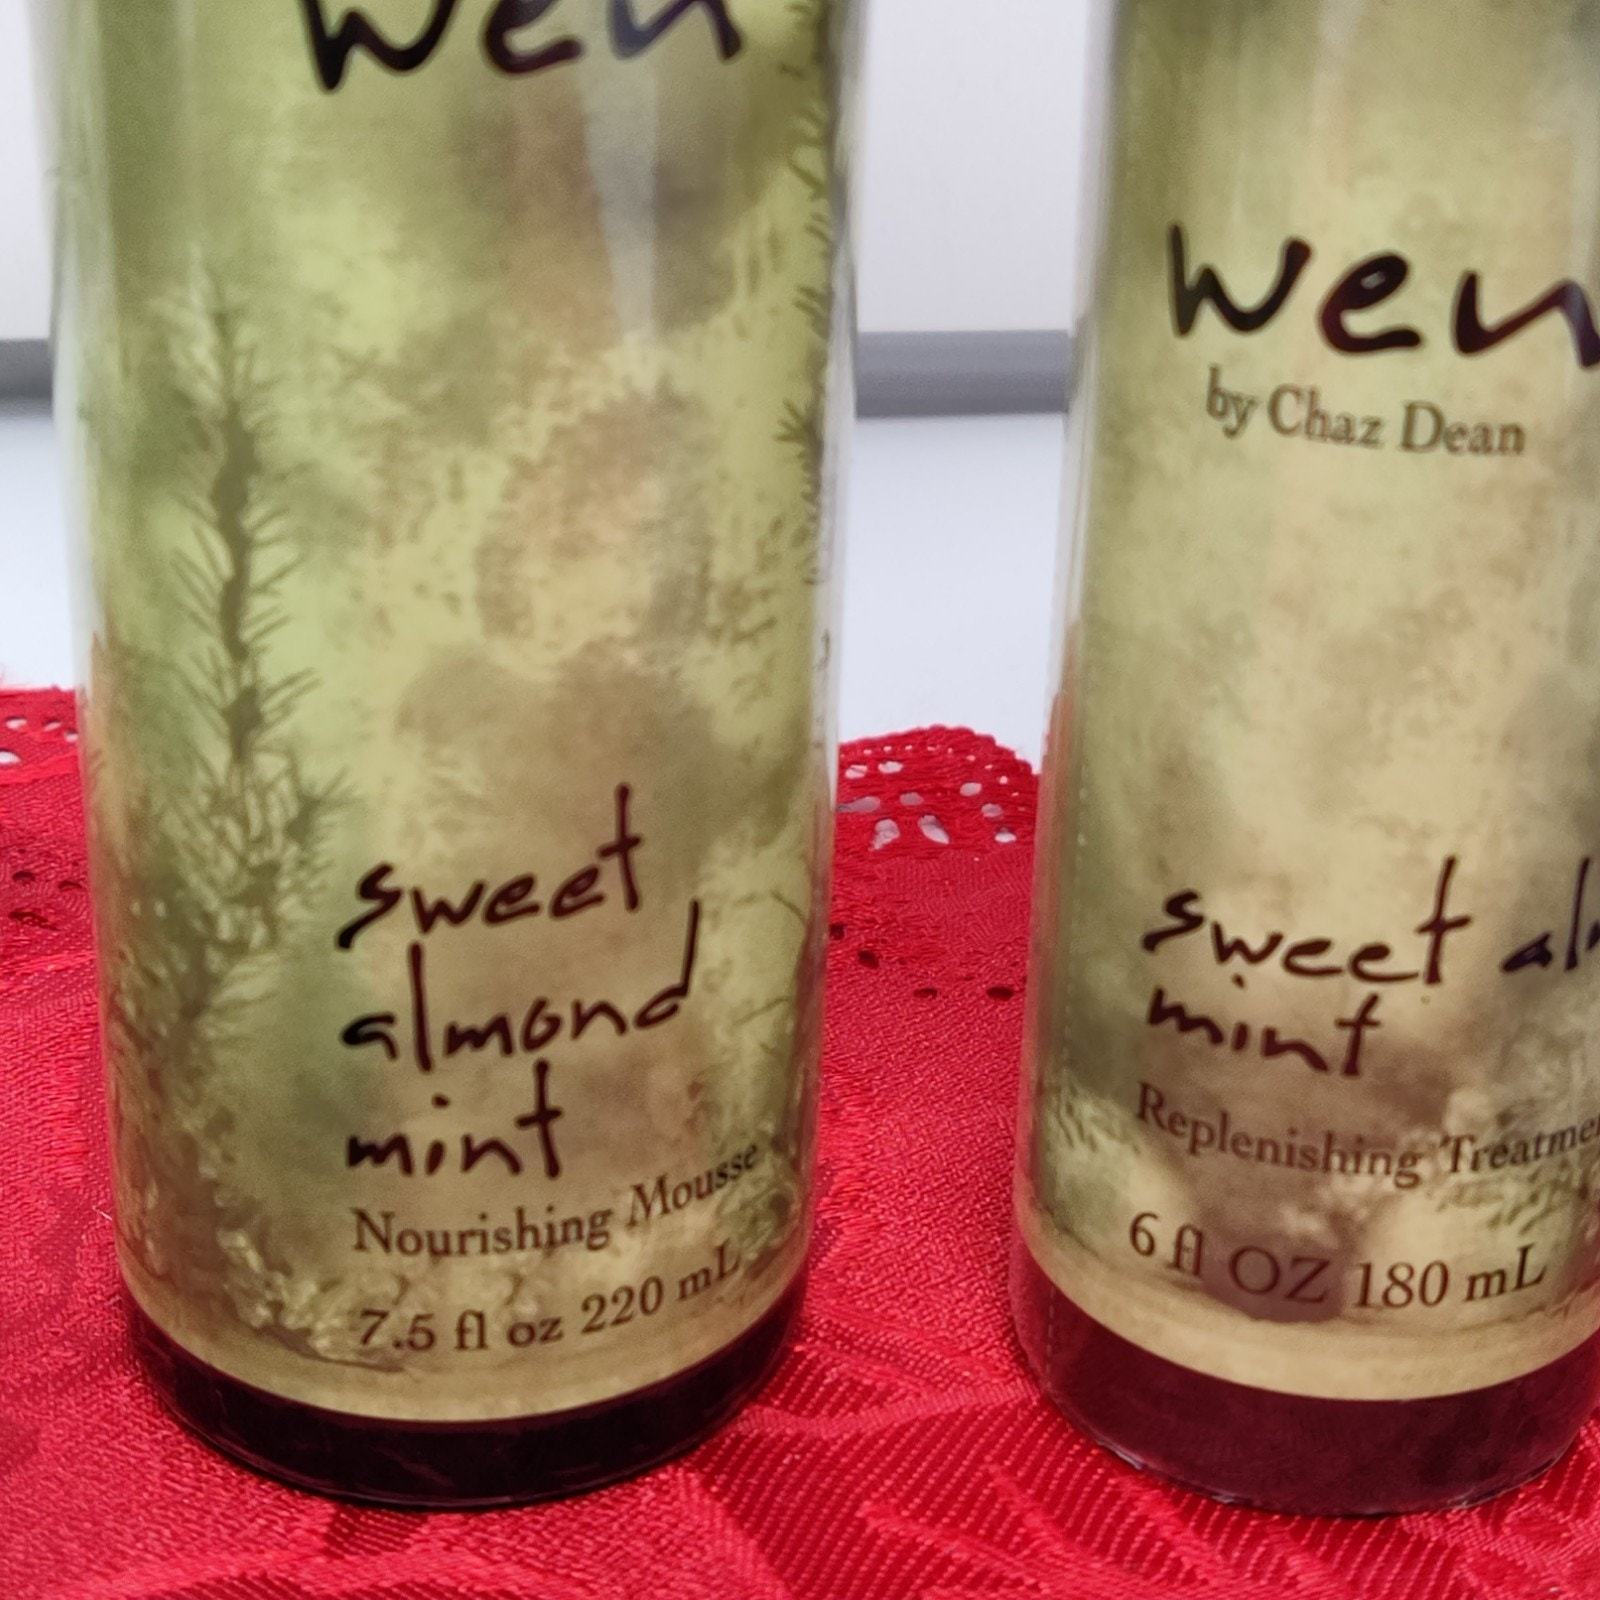 wen
sweet
almond
mint
Nourishing Mousse
7.5 fl oz 220 mL
wen
by Chaz Dean
sweet
mint
Replenishing
6 fl OZ 180 mL